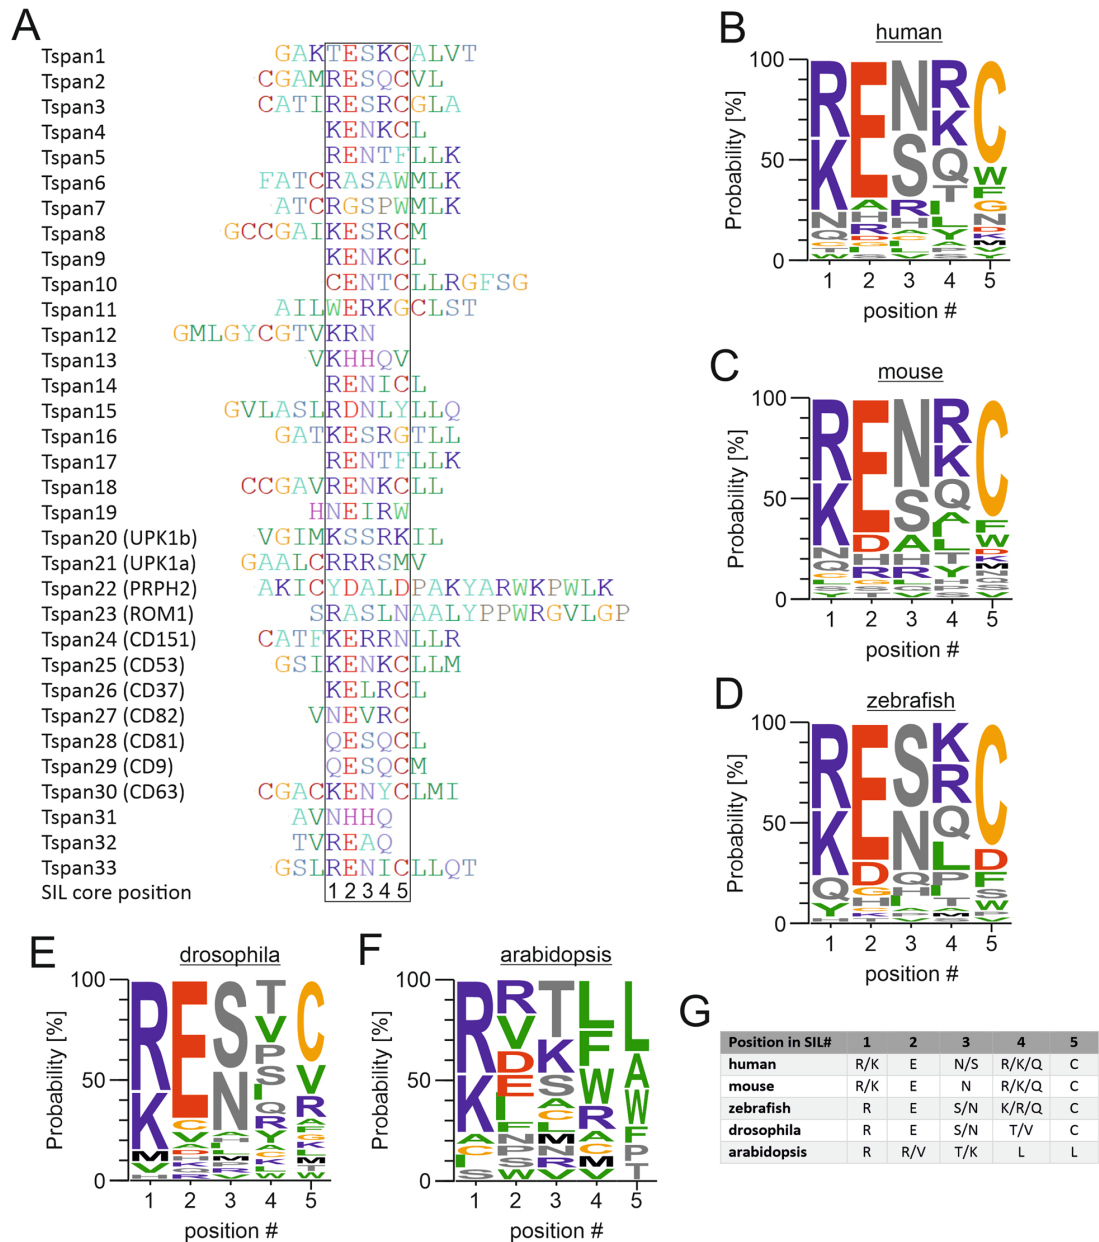 A
Tspan1 GAKTESKCALVT
Tspan2 CGAMRESQCVL
Tspan3 CATIRESRCGLA
Tspan4 KENKCL
Tspan5 RENTFLLK
Tspan6 FATCRASAWMLK
Tspan7 ATCRGSPWMLK
Tspan8 GCCGAIKESRCM
Tspan9 KENKCL
Tspan10 CENTCLLRGFSG
Tspan11 AILWERKGCLST
Tspan12 GMLGYCGTVKRN
Tspan13 VKHHQV
Tspan14 RENICL
Tspan15 GVLASLRDNLYLLQ
Tspan16 GATKESRGTLL
Tspan17 RENTFLLK
Tspan18 CCGAVRENKCLL
Tspan19 HNEIRW
Tspan20 (UPK1b) VGIMKSSRKIL
Tspan21 (UPK1a) GAALCRRRSMV
Tspan22 (PRPH2) AKICYDALDPAKYARWKPWLK
Tspan23 (ROM1) SRASLNAALYPPWRGVLGP
Tspan24 (CD151) CATFKERRNLLR
Tspan25 (CD53) GSIKENKCLLM
Tspan26 (CD37) KELRCL
Tspan27 (CD82) VNEVRC
Tspan28 (CD81) QESQCL
Tspan29 (CD9) QESQCM
Tspan30 (CD63) CGACKENYCLMI
Tspan31 AVNHHQ
Tspan32 TVREAQ
Tspan33 GSLRENICLLQT
SIL core position 1 2 3 4 5
B
human
Probability [%]
100
50
0
R E N R C
K S K
Q
T
W
F
G
N
1 2 3 4 5
position #
C
mouse
Probability [%]
100
50
0
R E N R C
K S K
Q
1 2 3 4 5
position #
D
zebrafish
Probability [%]
100
50
0
R E S K C
K D N R
Q
1 2 3 4 5
position #
E
drosophila
Probability [%]
100
50
0
R E S T C
K N V
P
S
1 2 3 4 5
position #
F
arabidopsis
Probability [%]
100
50
0
R R T L L
K V K F A
D S W W
E
1 2 3 4 5
position #
G
Position in SIL# 1 2 3 4 5
human R/K E N/S R/K/Q C
mouse R/K E N R/K/Q C
zebrafish R E S/N K/R/Q C
drosophila R E S/N T/V C
arabidopsis R R/V T/K L L